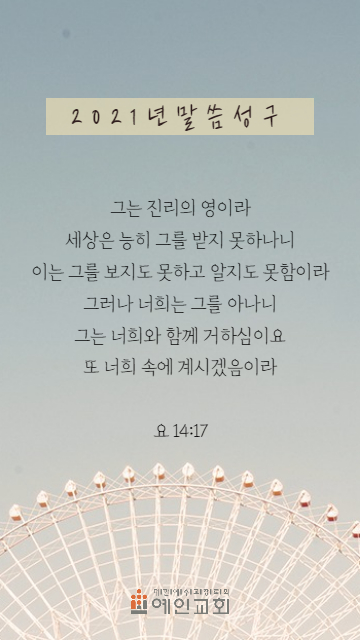 2021년 말씀성구
그는 진리의 영이라
세상은 능히 그를 받지 못하나니
이는 그를 보지도 못하고 알지도 못함이라
그러나 너희는 그를 아나니
그는 너희와 함께 거하심이요
또 너희 속에 계시겠음이라
요 14:17
예인교회